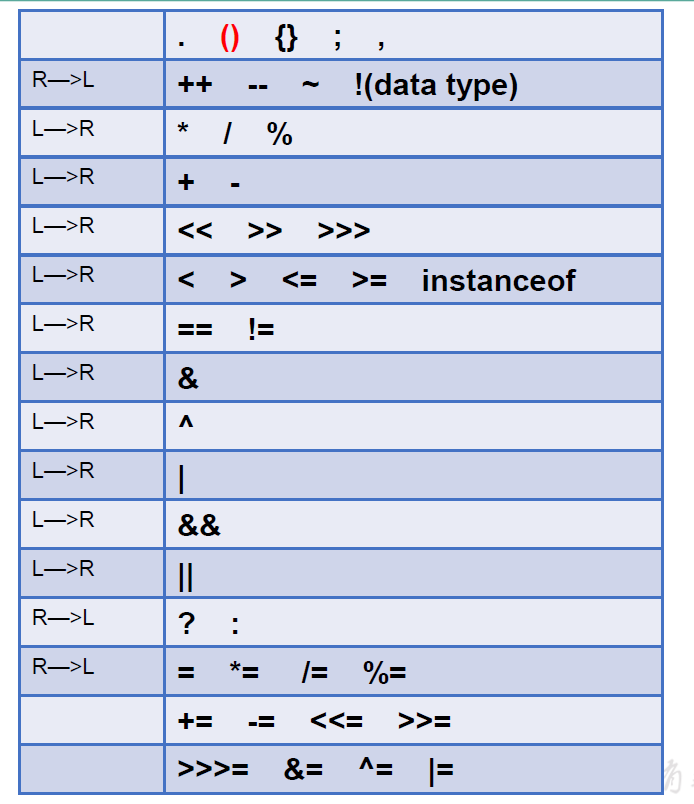 . () {} ; ,
R—>L ++ -- ~ !(data type)
L—>R * / %
L—>R + -
L—>R << >> >>>
L—>R < > <= >= instanceof
L—>R == !=
L—>R &
L—>R ^
L—>R |
L—>R &&
L—>R ||
R—>L ? :
R—>L = *= /= %=
+= -= <<= >>=
>>>= &= ^= |=